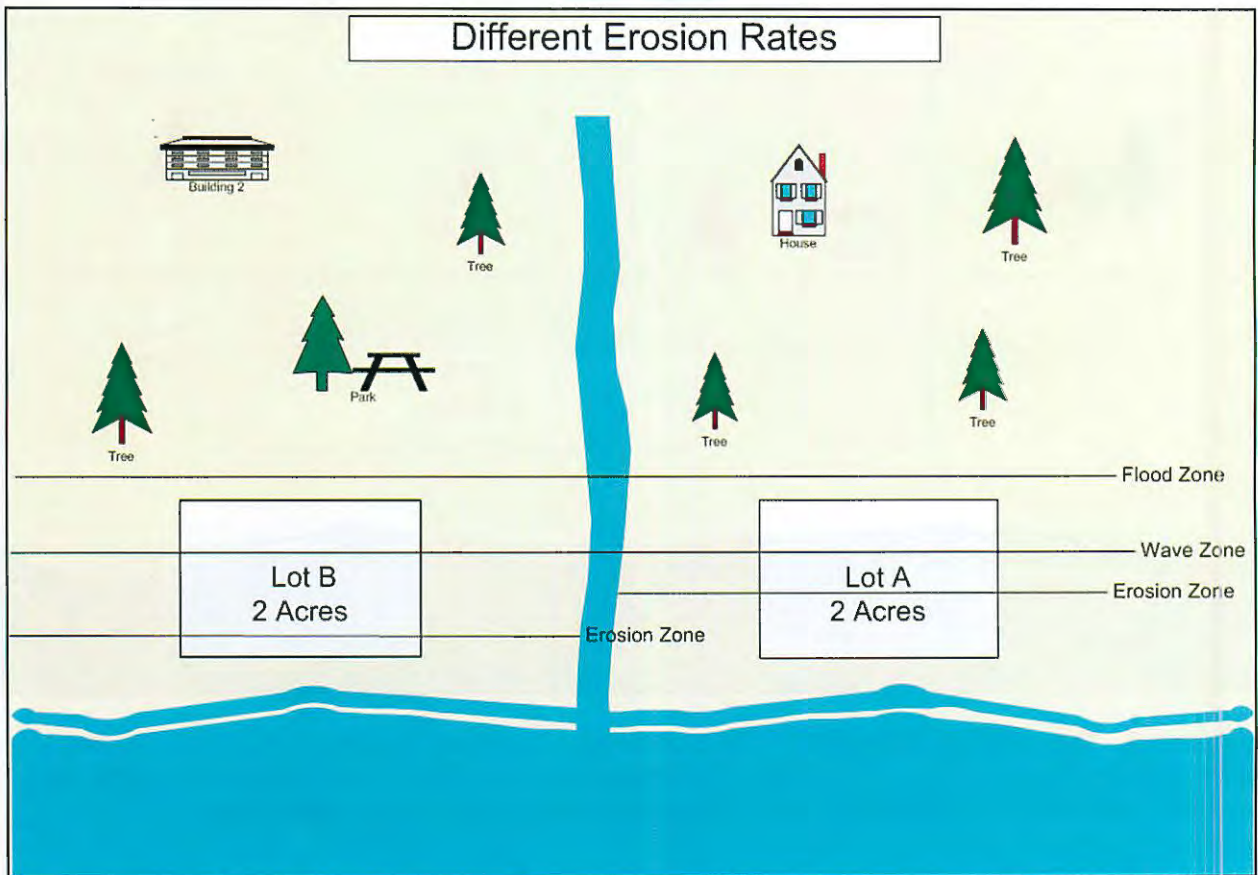 Different Erosion Rates
Building 2
Tree
House
Tree
Park
Tree
Tree
Tree
Flood Zone
Wave Zone
Lot B
2 Acres
Lot A
2 Acres
Erosion Zone
Erosion Zone